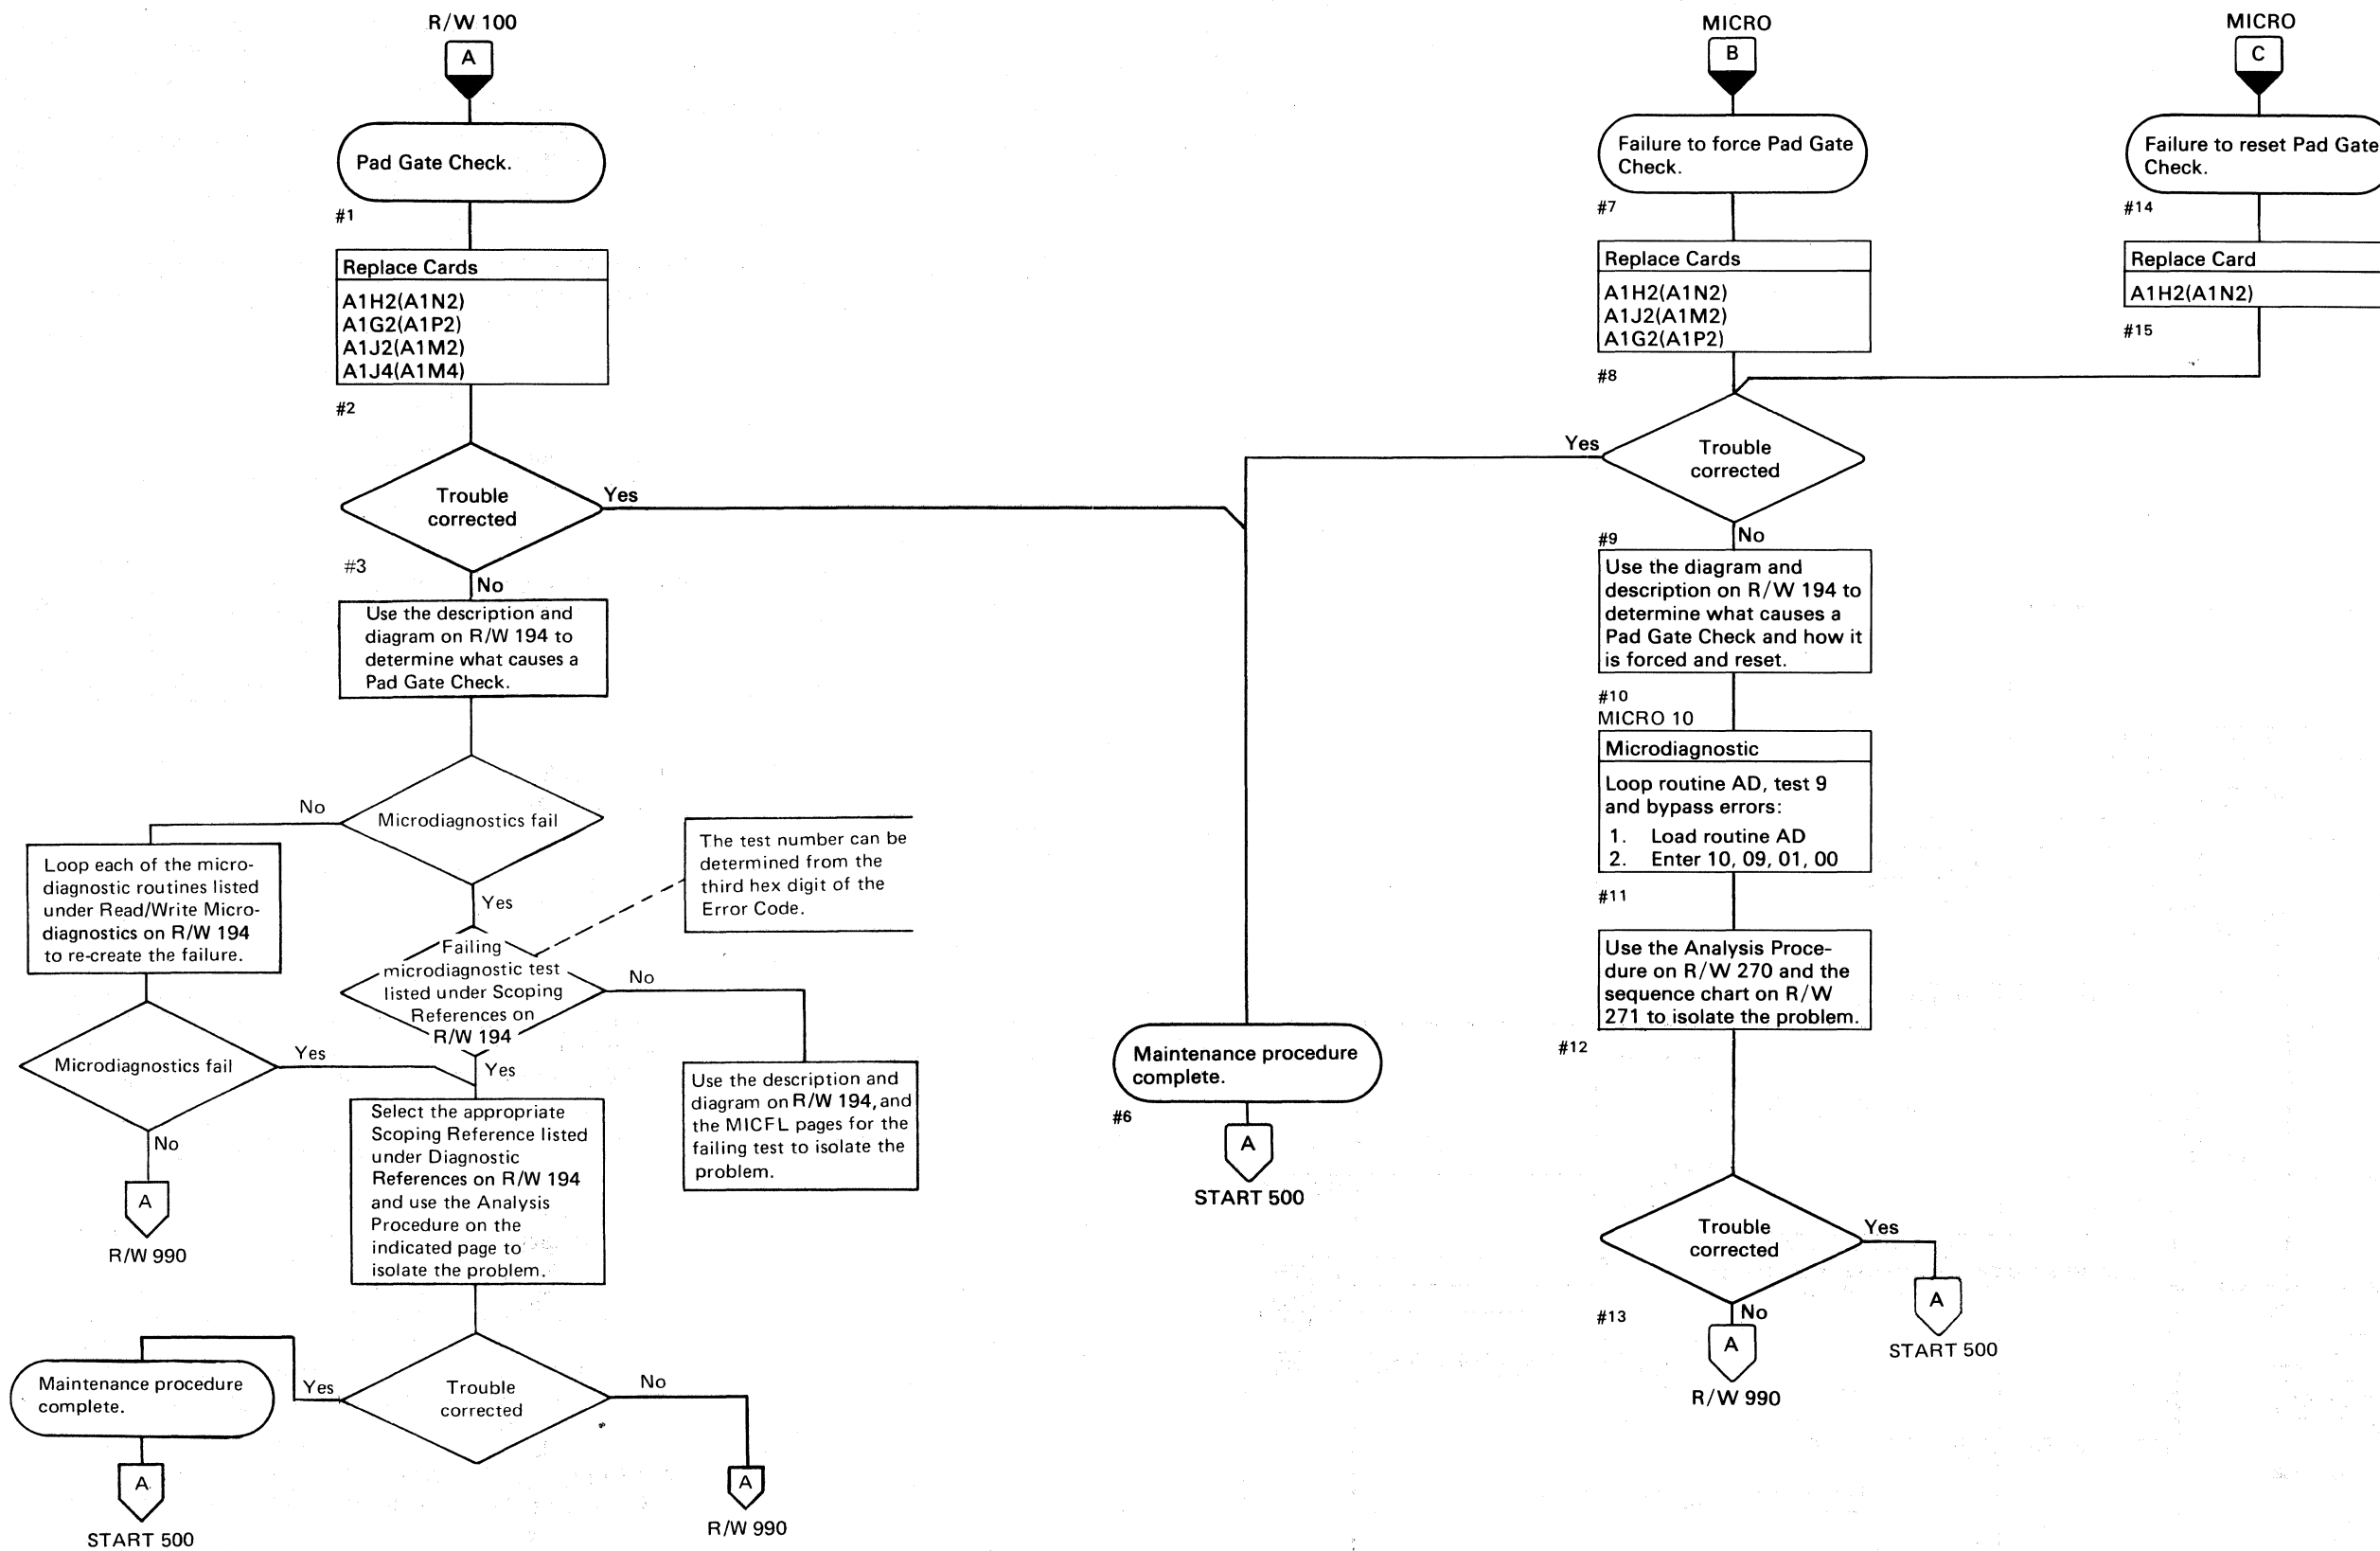 R/W 100
A
Pad Gate Check.
#1
Replace Cards
A1H2(A1N2)
A1G2(A1P2)
A1J2(A1M2)
A1J4(A1M4)
#2
Trouble
corrected
Yes
#3
No
Use the description and
diagram on R/W 194 to
determine what causes a
Pad Gate Check.
Microdiagnostics fail
No
Loop each of the micro-
diagnostic routines listed
under Read/Write Micro-
diagnostics on R/W 194
to re-create the failure.
Yes
The test number can be
determined from the
third hex digit of the
Error Code.
Failing
microdiagnostic test
listed under Scoping
References on
R/W 194
No
Yes
Microdiagnostics fail
Yes
No
A
R/W 990
Use the description and
diagram on R/W 194, and
the MICFL pages for the
failing test to isolate the
problem.
Select the appropriate
Scoping Reference listed
under Diagnostic
References on R/W 194
and use the Analysis
Procedure on the
indicated page to
isolate the problem.
Trouble
corrected
Yes
No
Maintenance procedure
complete.
A
START 500
A
R/W 990
Maintenance procedure
complete.
#6
A
START 500
MICRO
B
Failure to force Pad Gate
Check.
#7
Replace Cards
A1H2(A1N2)
A1J2(A1M2)
A1G2(A1P2)
#8
Trouble
corrected
Yes
No
#9
Use the diagram and
description on R/W 194 to
determine what causes a
Pad Gate Check and how it
is forced and reset.
#10
MICRO 10
Microdiagnostic
Loop routine AD, test 9
and bypass errors:
1. Load routine AD
2. Enter 10, 09, 01, 00
#11
Use the Analysis Proce-
dure on R/W 270 and the
sequence chart on R/W
271 to isolate the problem.
#12
Trouble
corrected
Yes
A
START 500
#13
No
A
R/W 990
MICRO
C
Failure to reset Pad Gate
Check.
#14
Replace Card
A1H2(A1N2)
#15